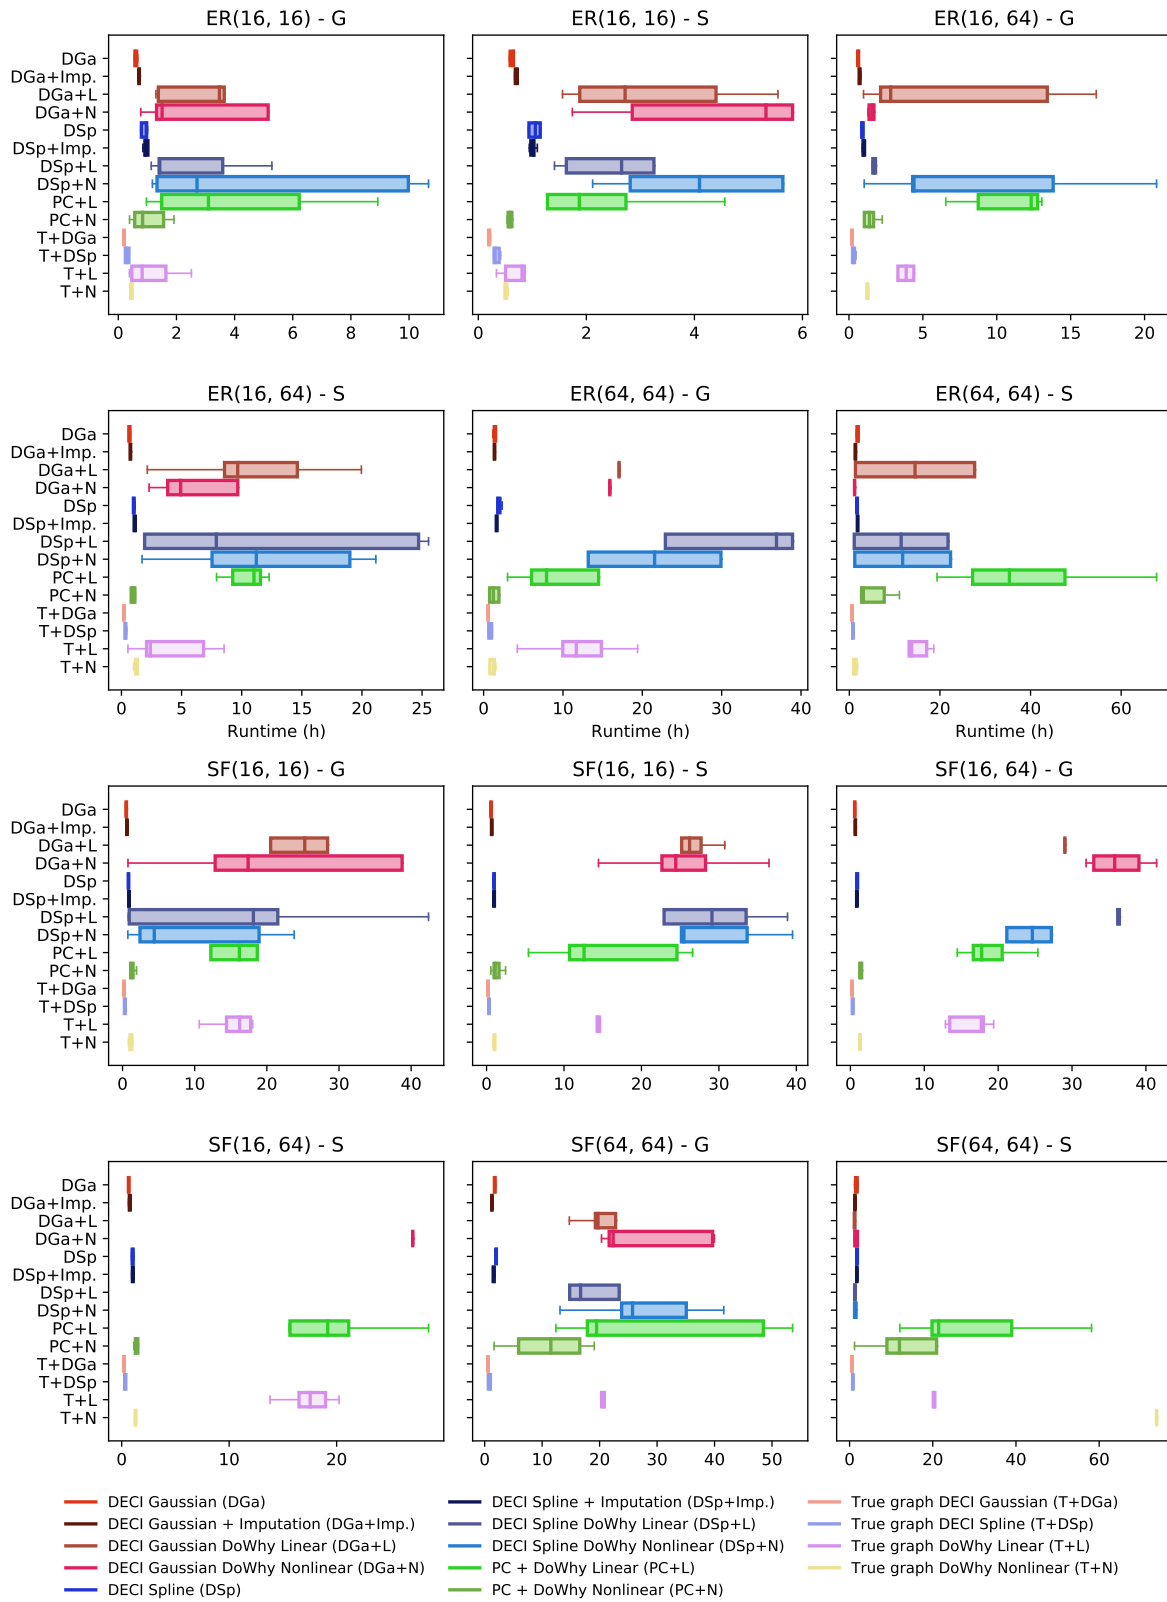 ER(16, 16) - G
ER(16, 16) - S
ER(16, 64) - G
DGa
DGa+Imp.
DGa+L
DGa+N
DSp
DSp+Imp.
DSp+L
DSp+N
PC+L
PC+N
T+DGa
T+DSp
T+L
T+N
0 2 4 6 8 10
0 2 4 6
0 5 10 15 20
ER(16, 64) - S
ER(64, 64) - G
ER(64, 64) - S
DGa
DGa+Imp.
DGa+L
DGa+N
DSp
DSp+Imp.
DSp+L
DSp+N
PC+L
PC+N
T+DGa
T+DSp
T+L
T+N
0 5 10 15 20 25
0 10 20 30 40
0 20 40 60
Runtime (h)
Runtime (h)
Runtime (h)
SF(16, 16) - G
SF(16, 16) - S
SF(16, 64) - G
DGa
DGa+Imp.
DGa+L
DGa+N
DSp
DSp+Imp.
DSp+L
DSp+N
PC+L
PC+N
T+DGa
T+DSp
T+L
T+N
0 10 20 30 40
0 10 20 30 40
0 10 20 30 40
SF(16, 64) - S
SF(64, 64) - G
SF(64, 64) - S
DGa
DGa+Imp.
DGa+L
DGa+N
DSp
DSp+Imp.
DSp+L
DSp+N
PC+L
PC+N
T+DGa
T+DSp
T+L
T+N
0 10 20
0 10 20 30 40 50
0 20 40 60
DECI Gaussian (DGa)
DECI Gaussian + Imputation (DGa+Imp.)
DECI Gaussian DoWhy Linear (DGa+L)
DECI Gaussian DoWhy Nonlinear (DGa+N)
DECI Spline (DSp)
DECI Spline + Imputation (DSp+Imp.)
DECI Spline DoWhy Linear (DSp+L)
DECI Spline DoWhy Nonlinear (DSp+N)
PC + DoWhy Linear (PC+L)
PC + DoWhy Nonlinear (PC+N)
True graph DECI Gaussian (T+DGa)
True graph DECI Spline (T+DSp)
True graph DoWhy Linear (T+L)
True graph DoWhy Nonlinear (T+N)